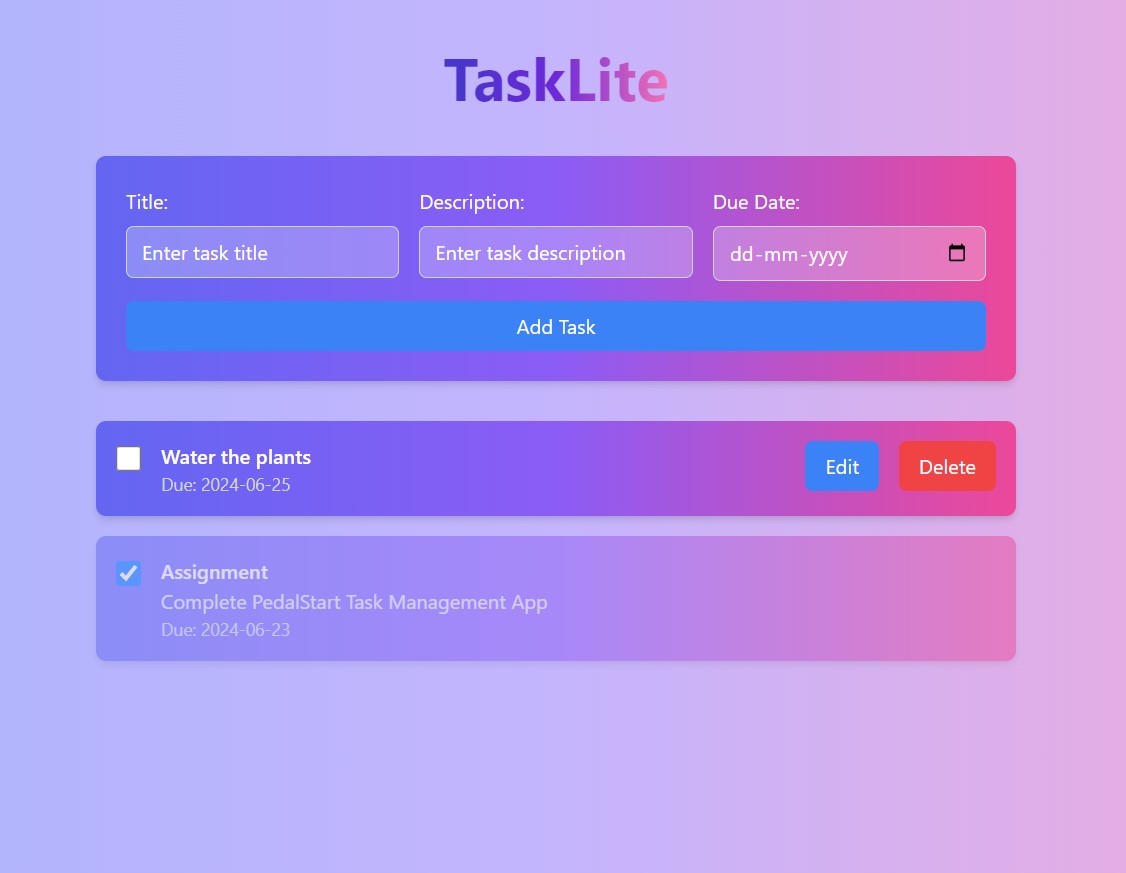 TaskLite
Title: Description: Due Date:
Enter task title Enter task description dd-mm-yyyy
Add Task
Water the plants
Due: 2024-06-25
Edit Delete
Assignment
Complete PedalStart Task Management App
Due: 2024-06-23